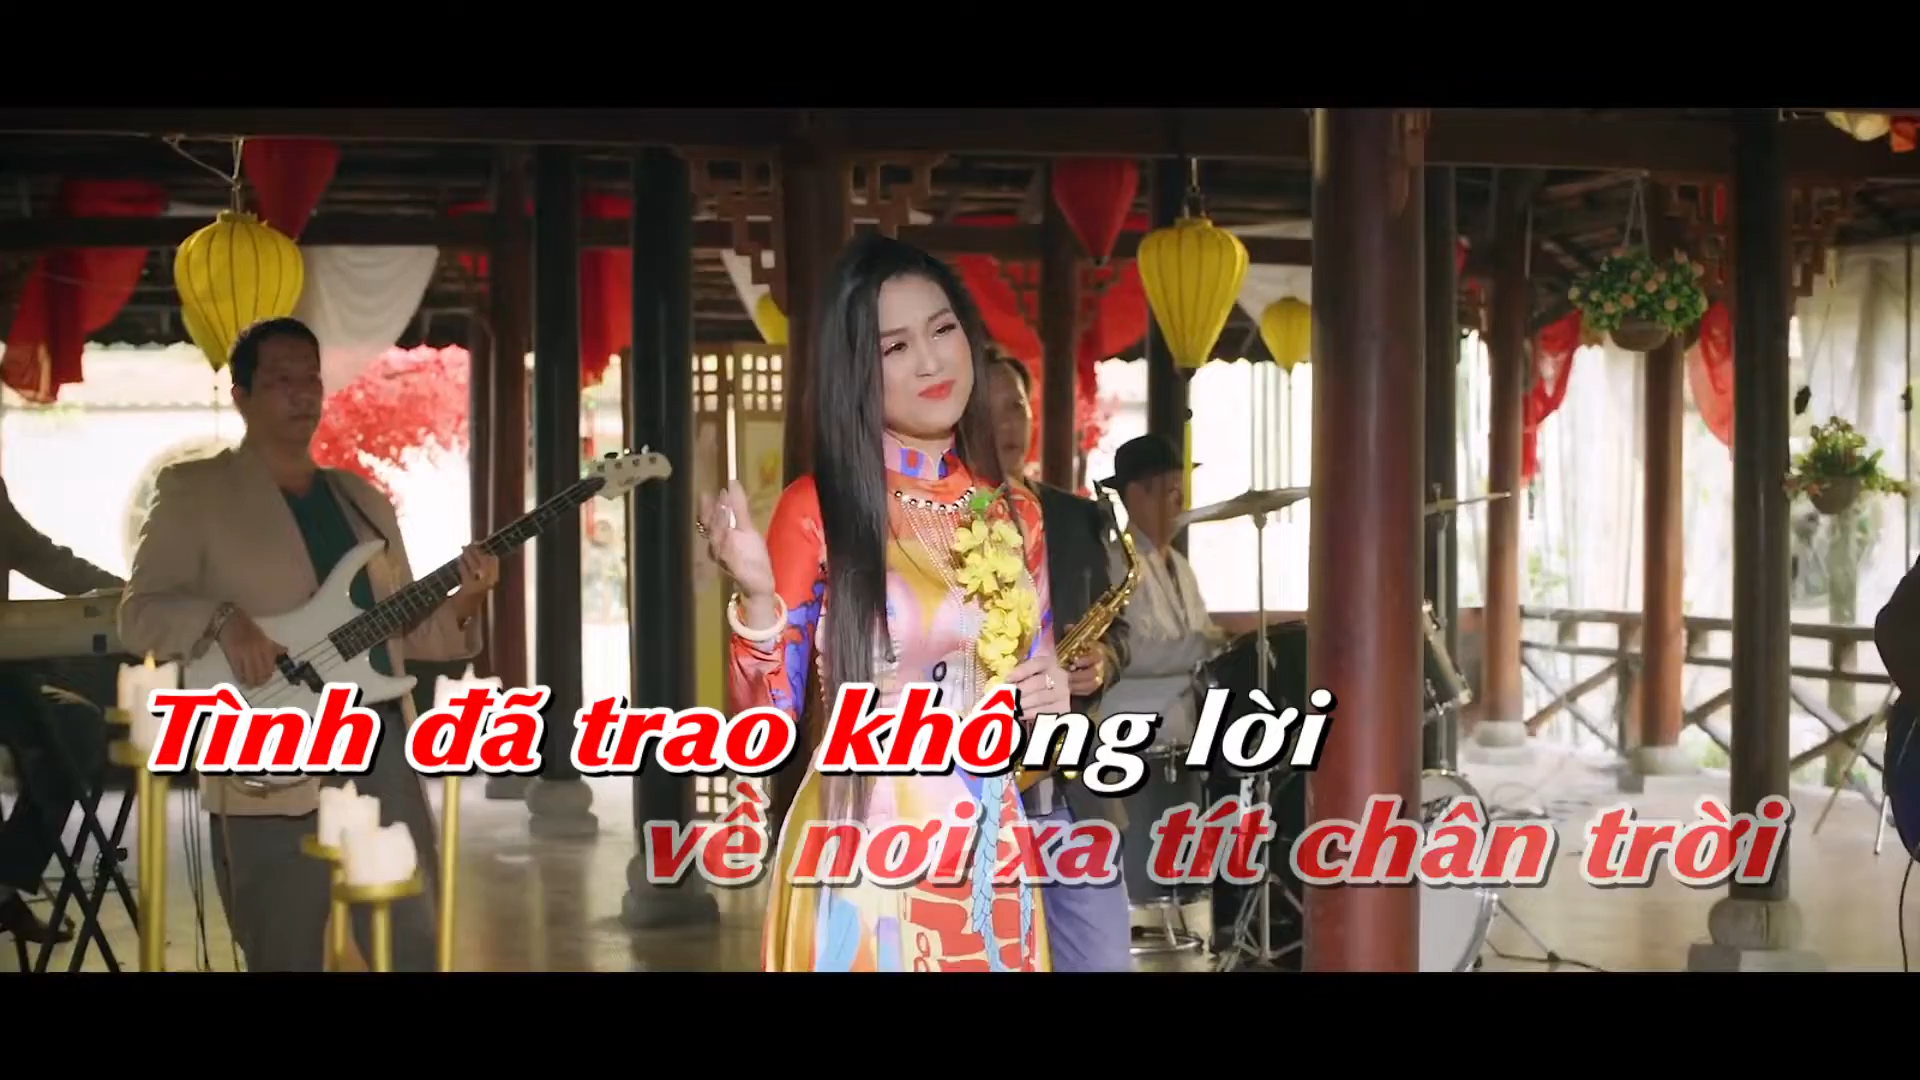 Tình đã trao không lời
về nơi xa tít chân trời